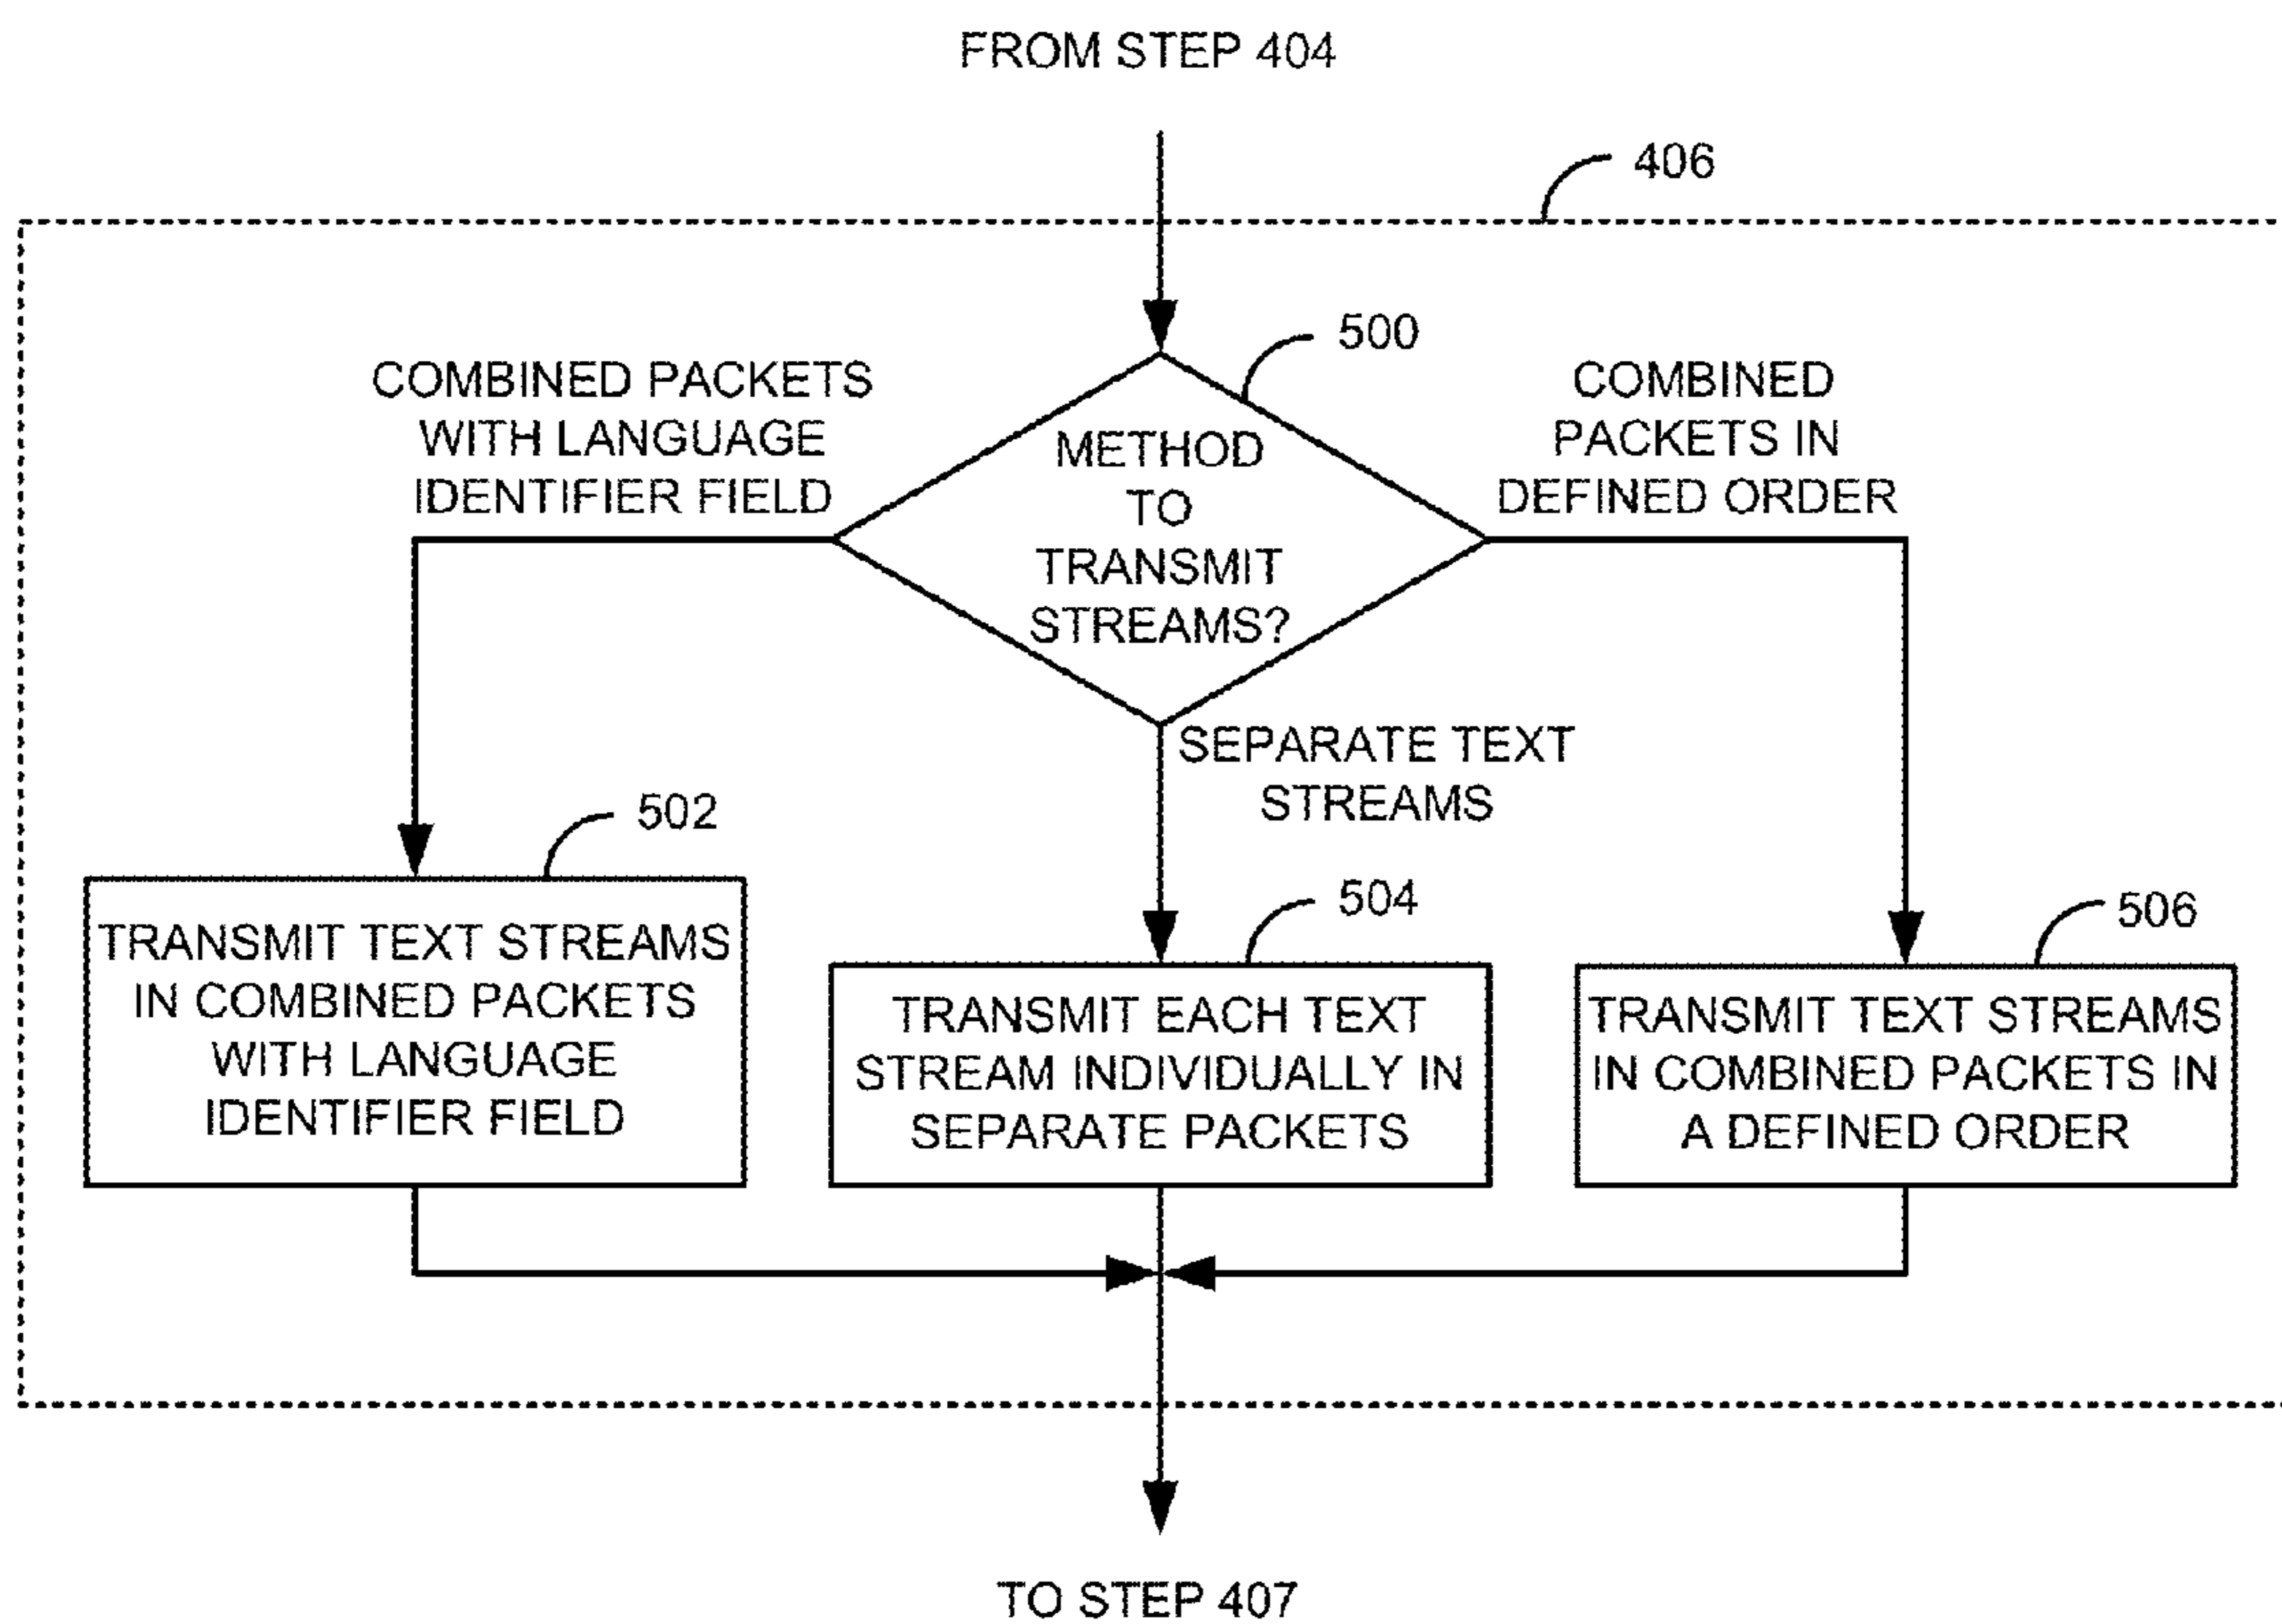 FROM STEP 404
406
500
COMBINED PACKETS
WITH LANGUAGE
IDENTIFIER FIELD
METHOD
TO
TRANSMIT
STREAMS?
COMBINED
PACKETS IN
DEFINED ORDER
SEPARATE TEXT
STREAMS
502
TRANSMIT TEXT STREAMS
IN COMBINED PACKETS
WITH LANGUAGE
IDENTIFIER FIELD
504
TRANSMIT EACH TEXT
STREAM INDIVIDUALLY IN
SEPARATE PACKETS
506
TRANSMIT TEXT STREAMS
IN COMBINED PACKETS IN
A DEFINED ORDER
TO STEP 407